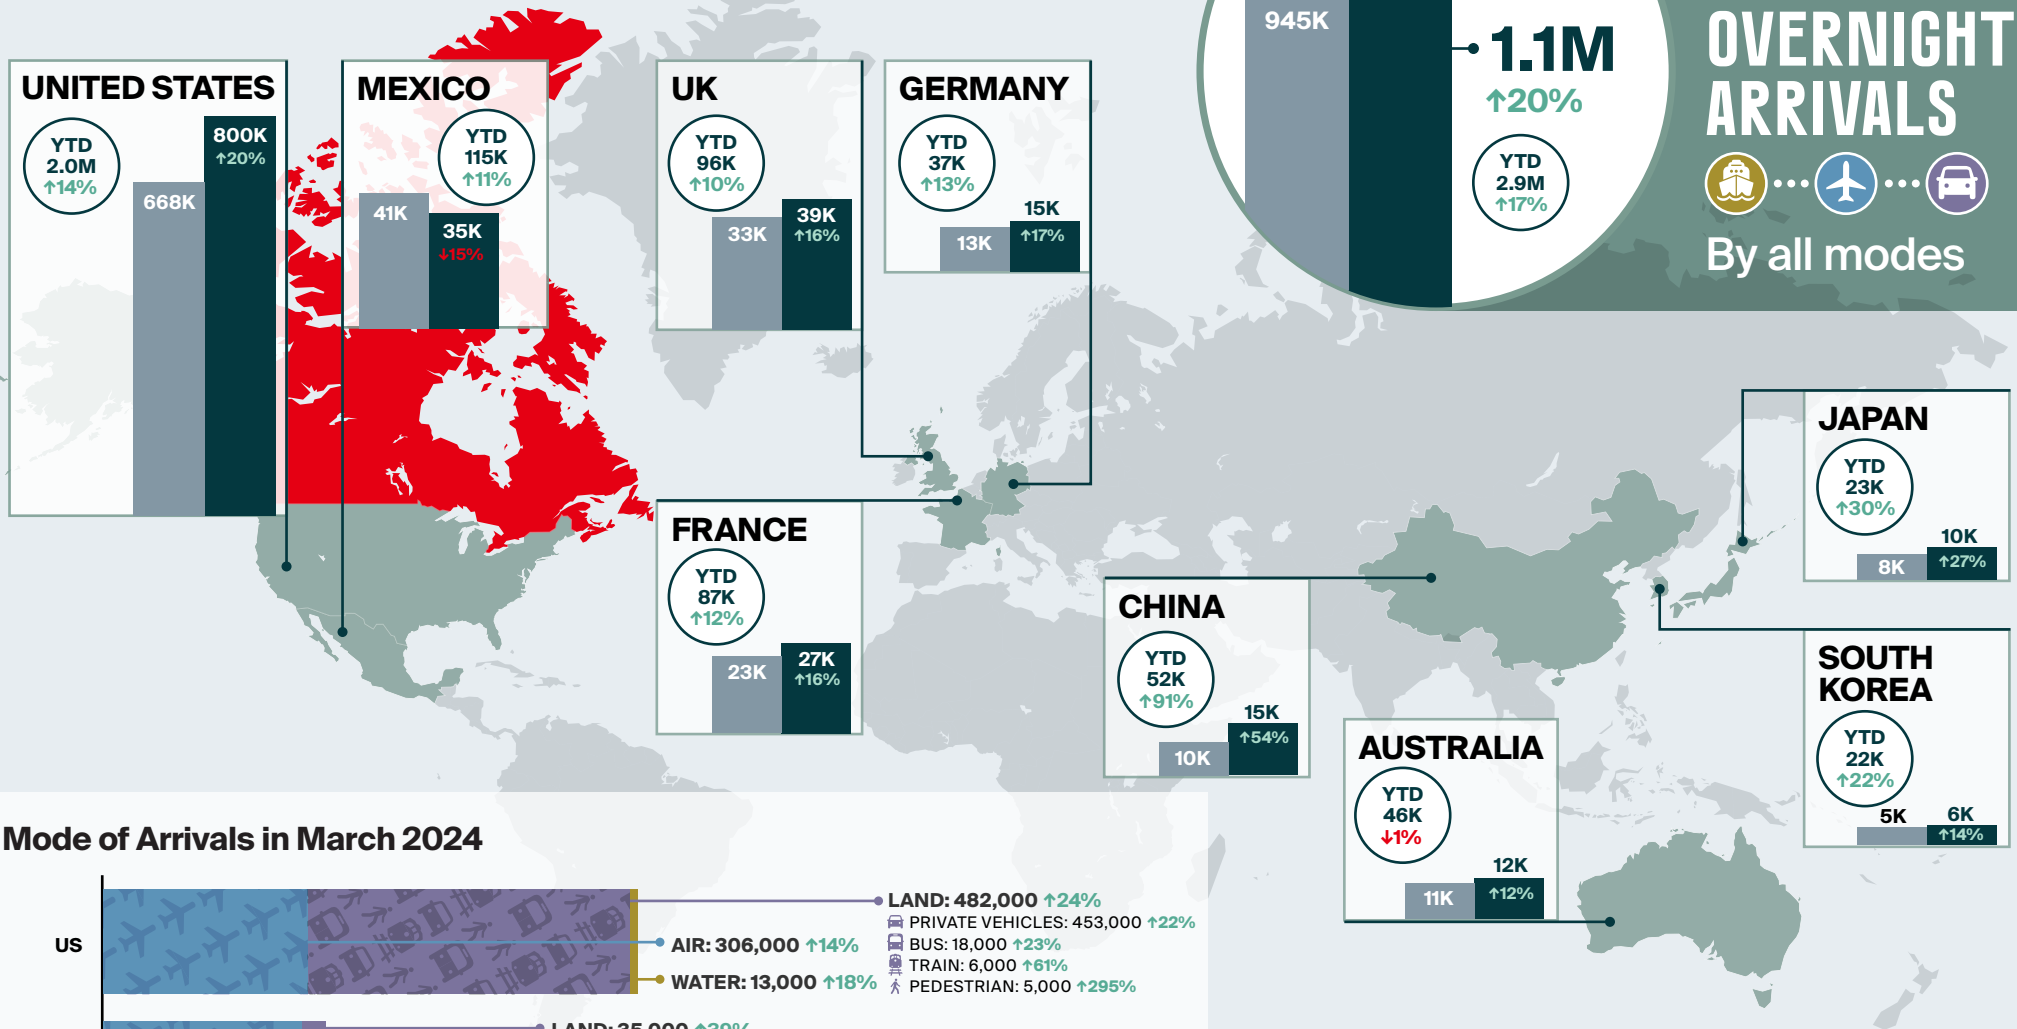 945K
1.1M
↑20%
YTD
2.9M
↑17%
OVERNIGHT
ARRIVALS
By all modes
UNITED STATES
YTD
2.0M
↑14%
668K
800K
↑20%
MEXICO
YTD
115K
↑11%
41K
35K
↓15%
UK
YTD
96K
↑10%
33K
39K
↑16%
GERMANY
YTD
37K
↑13%
13K
15K
↑17%
FRANCE
YTD
87K
↑12%
23K
27K
↑16%
CHINA
YTD
52K
↑91%
10K
15K
↑54%
JAPAN
YTD
23K
↑30%
8K
10K
↑27%
SOUTH
KOREA
YTD
22K
↑22%
5K
6K
↑14%
AUSTRALIA
YTD
46K
↓1%
11K
12K
↑12%
Mode of Arrivals in March 2024
US
AIR: 306,000 ↑14%
WATER: 13,000 ↑18%
LAND: 482,000 ↑24%
PRIVATE VEHICLES: 453,000 ↑22%
BUS: 18,000 ↑23%
TRAIN: 6,000 ↑61%
PEDESTRIAN: 5,000 ↑295%
LAND: 35,000 ↑39%